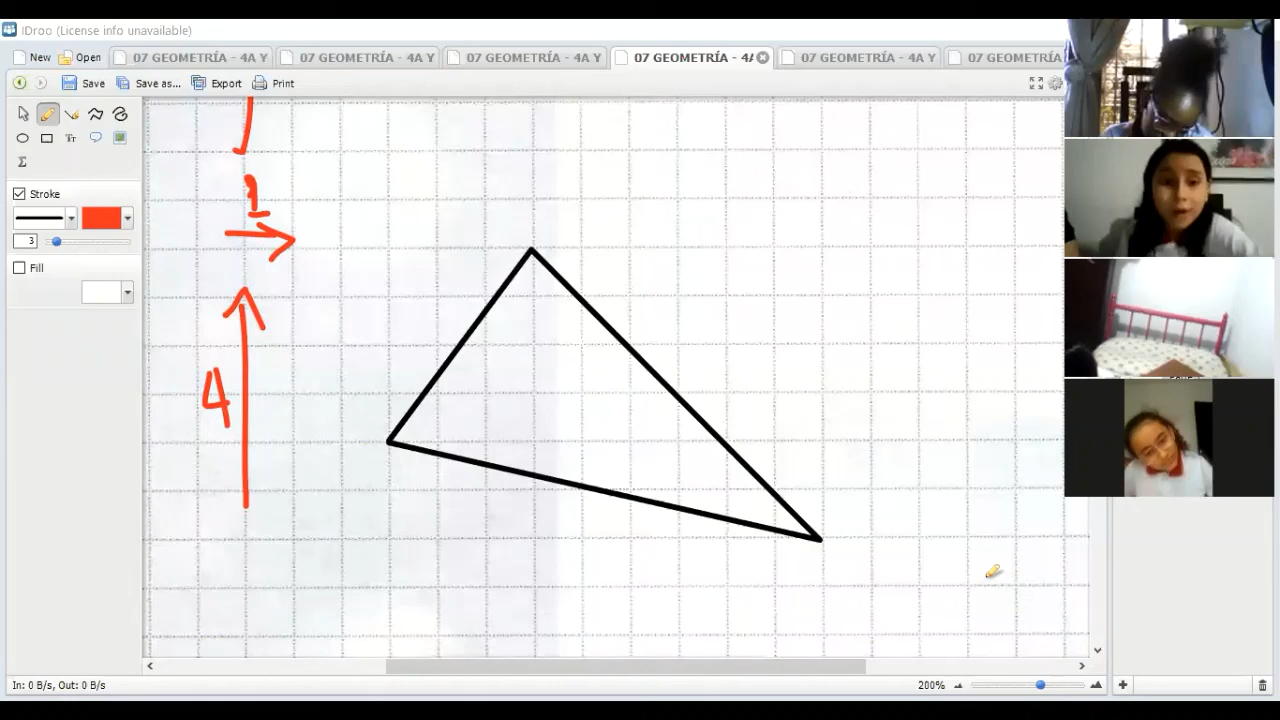 IDroo (License info unavailable)
New Open 07 GEOMETRÍA - 4A Y 07 GEOMETRÍA - 4A Y 07 GEOMETRÍA - 4A Y 07 GEOMETRÍA - 4A 07 GEOMETRÍA - 4A Y 07 GEOMETRÍA
Save Save as... Export Print
Tr
Σ
Stroke
3
Fill
4
In: 0 B/s, Out: 0 B/s 200%